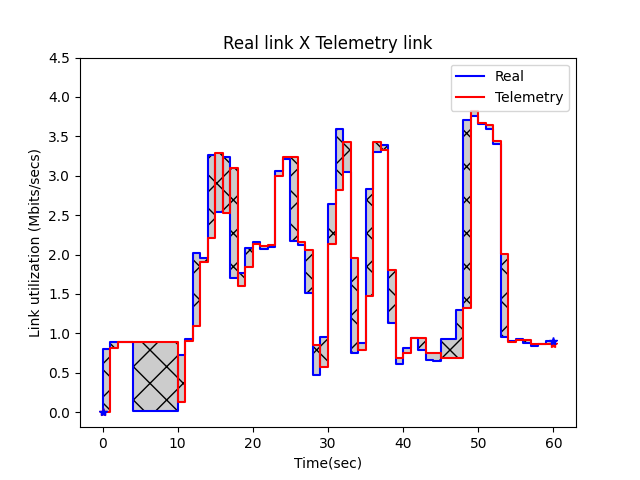 Real link X Telemetry link
Real
Telemetry
Link utilization (Mbits/secs)
4.5
4.0
3.5
3.0
2.5
2.0
1.5
1.0
0.5
0.0
0 10 20 30 40 50 60
Time(sec)